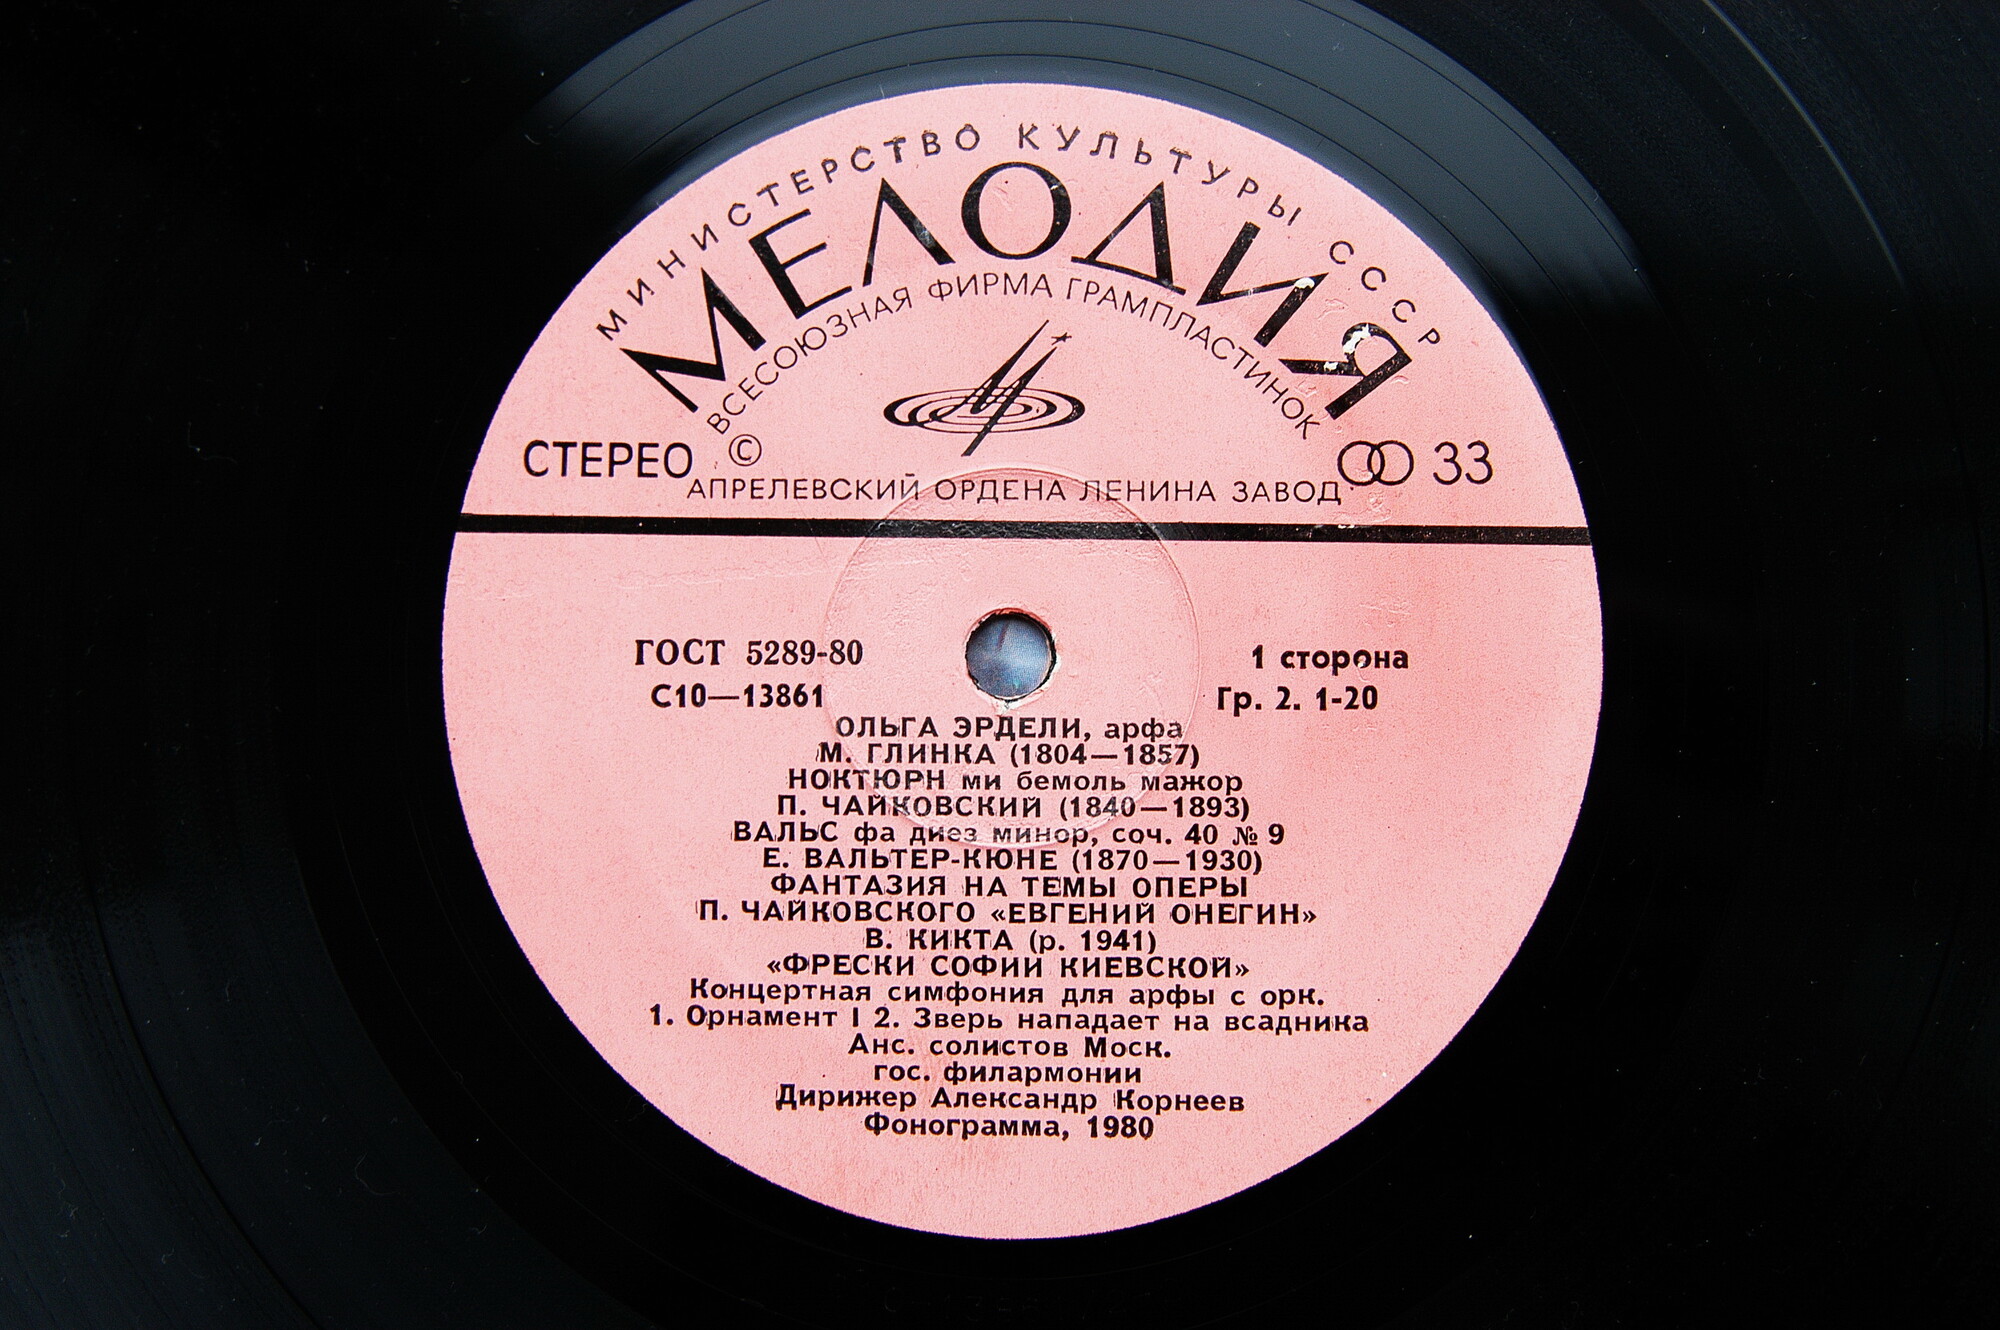 МИНИСТЕРСТВО КУЛЬТУРЫ СССР
МЕЛОДИЯ
ВСЕСОЮЗНАЯ ФИРМА ГРАМПЛАСТИНОК
СТЕРЕО © 33
АПРЕЛЕВСКИЙ ОРДЕНА ЛЕНИНА ЗАВОД
ГОСТ 5289-80 1 сторона
С10—13861 Гр. 2. 1-20
ОЛЬГА ЭРДЕЛИ, арфа
М. ГЛИНКА (1804—1857)
НОКТЮРН ми бемоль мажор
П. ЧАЙКОВСКИЙ (1840—1893)
ВАЛЬС фа диез минор, соч. 40 № 9
Е. ВАЛЬТЕР-КЮНЕ (1870—1930)
ФАНТАЗИЯ НА ТЕМЫ ОПЕРЫ
П. ЧАЙКОВСКОГО «ЕВГЕНИЙ ОНЕГИН»
В. КИКТА (р. 1941)
«ФРЕСКИ СОФИИ КИЕВСКОЙ»
Концертная симфония для арфы с орк.
1. Орнамент I 2. Зверь нападает на всадника
Анс. солистов Моск.
гос. филармонии
Дирижер Александр Корнеев
Фонограмма, 1980